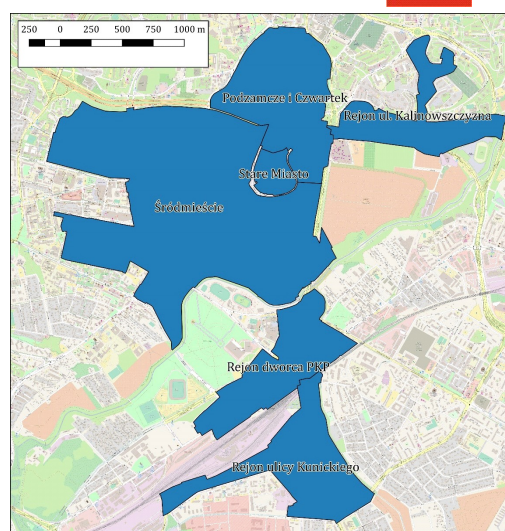 250 0 250 500 750 1000 m
Podzamcze i Czwartek
Rejon ul. Kalinowszczyzna
Stare Miasto
Śródmieście
Rejon dworca PKP
Rejon ulicy Kunickiego